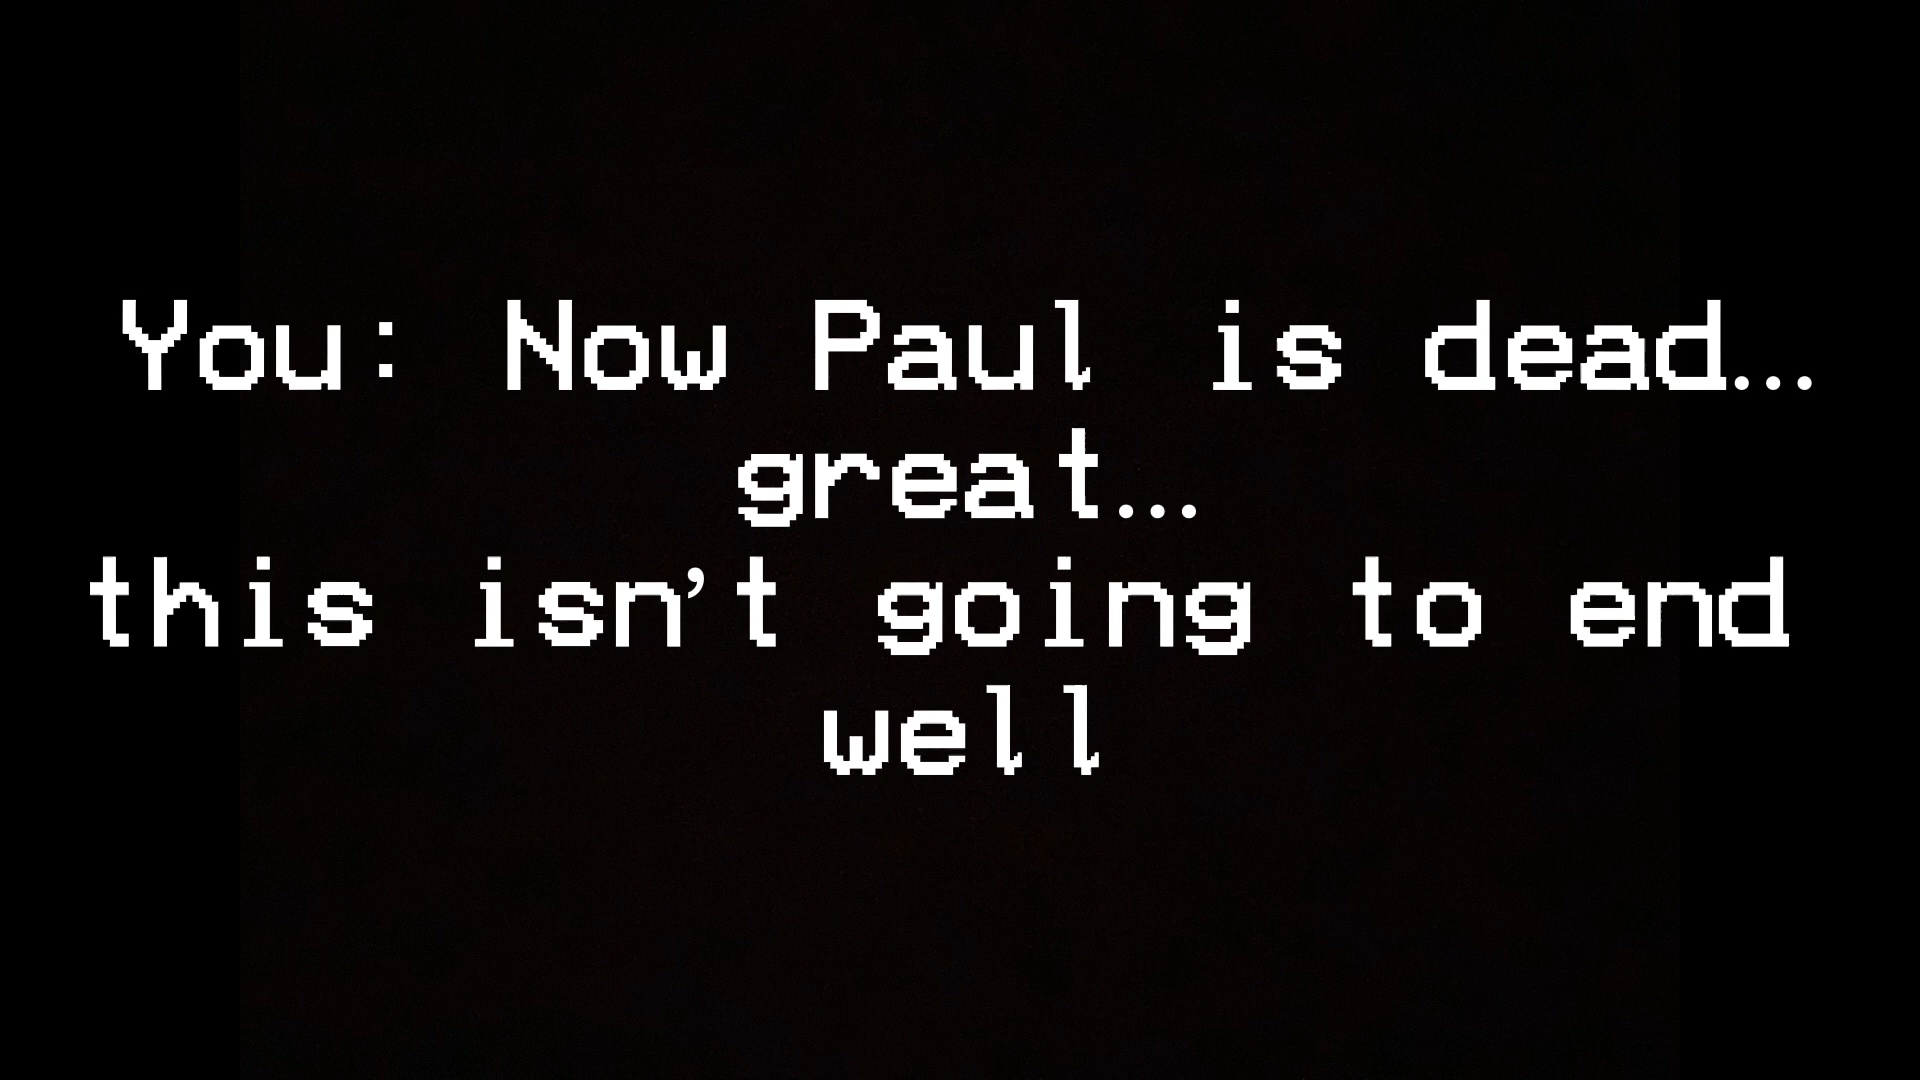 You: Now Paul is dead...
great...
this isn’t going to end
well